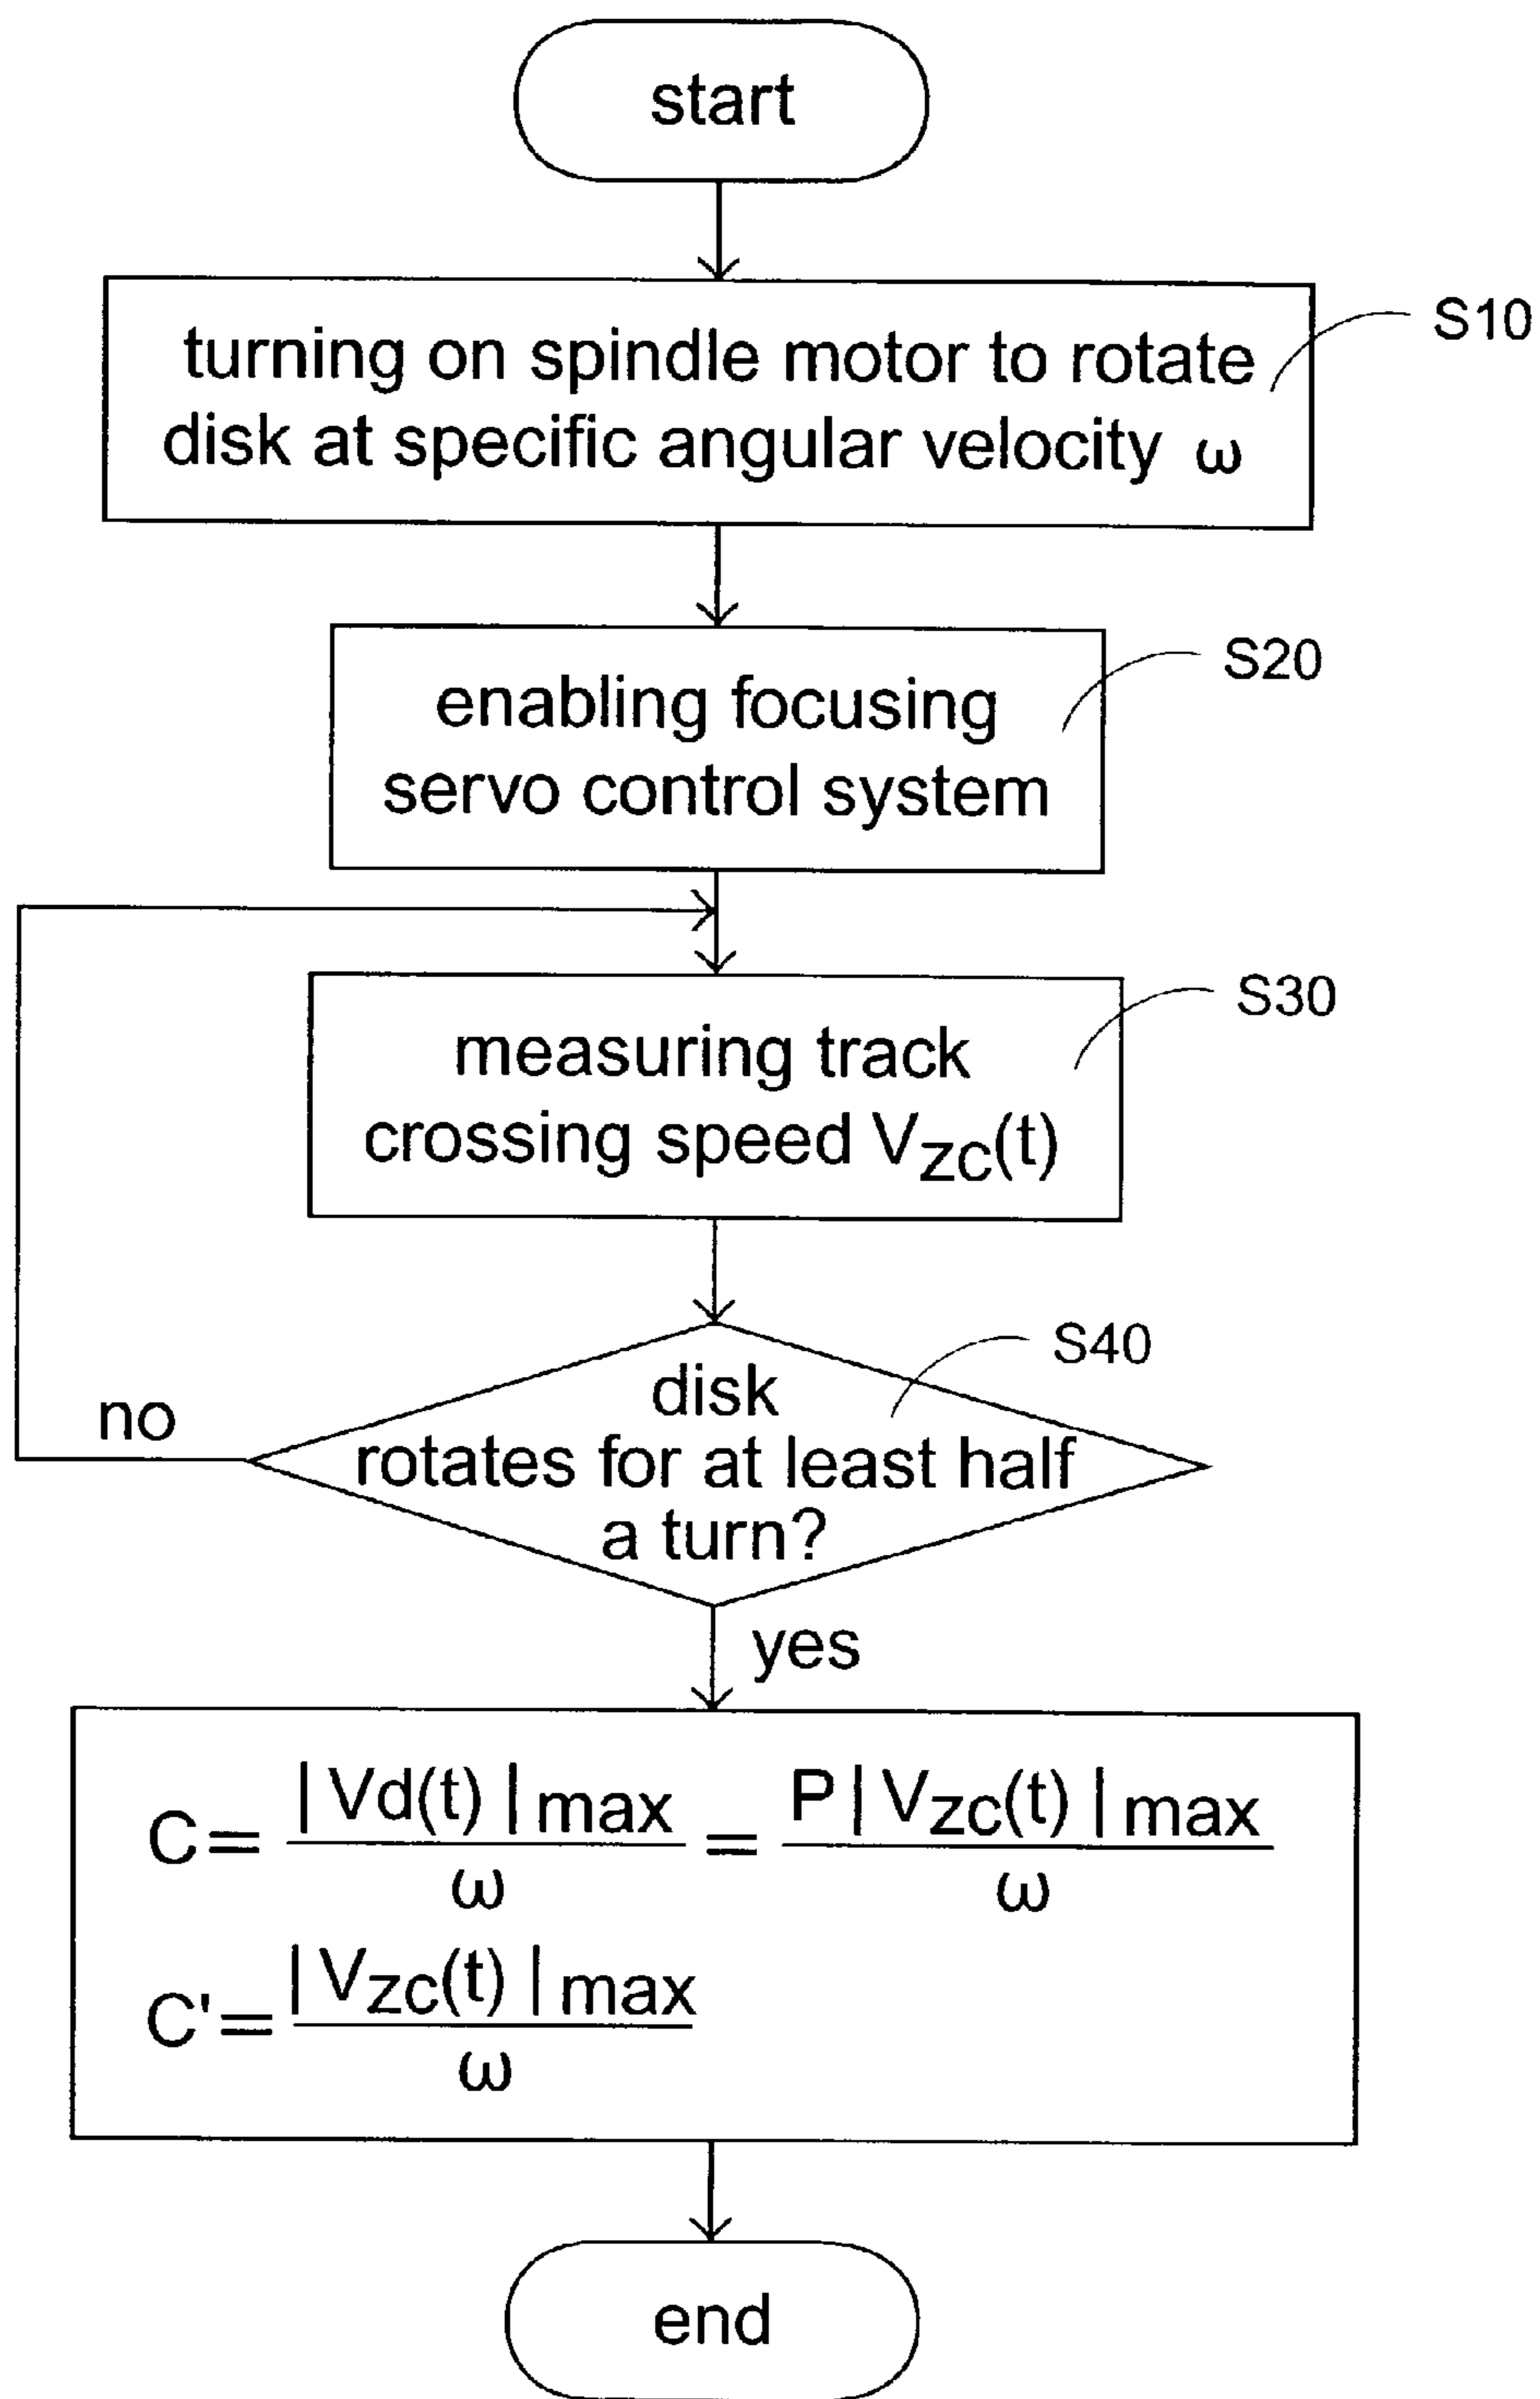 start
turning on spindle motor to rotate
disk at specific angular velocity ω
S10
enabling focusing
servo control system
S20
measuring track
crossing speed VZC(t)
S30
disk
rotates for at least half
a turn?
S40
no
yes
C = |Vd(t)|max / ω = P|VZC(t)|max / ω
C' = |VZC(t)|max / ω
end